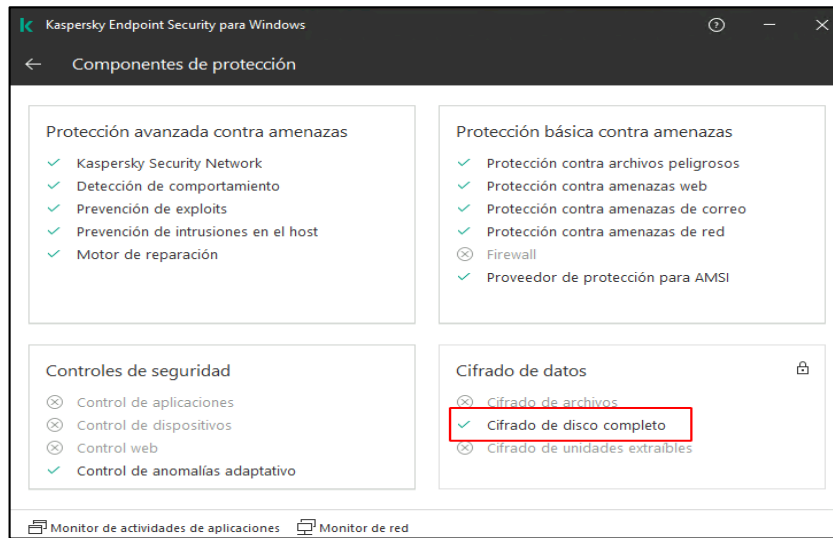 Kaspersky Endpoint Security para Windows
Componentes de protección
Protección avanzada contra amenazas
Kaspersky Security Network
Detección de comportamiento
Prevención de exploits
Prevención de intrusiones en el host
Motor de reparación
Protección básica contra amenazas
Protección contra archivos peligrosos
Protección contra amenazas web
Protección contra amenazas de correo
Protección contra amenazas de red
Firewall
Proveedor de protección para AMSI
Controles de seguridad
Control de aplicaciones
Control de dispositivos
Control web
Control de anomalías adaptativo
Cifrado de datos
Cifrado de archivos
Cifrado de disco completo
Cifrado de unidades extraíbles
Monitor de actividades de aplicaciones Monitor de red